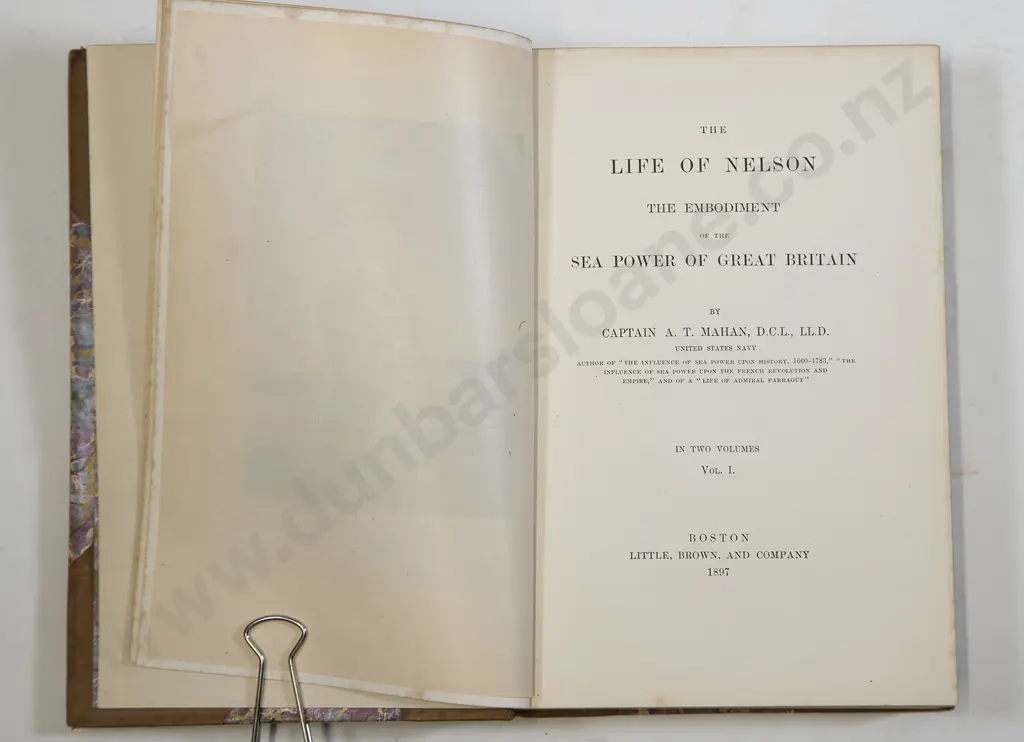 THE
LIFE OF NELSON
THE EMBODIMENT
OF THE
SEA POWER OF GREAT BRITAIN
BY
CAPTAIN A. T. MAHAN, D.C.L., LL.D.
UNITED STATES NAVY
AUTHOR OF "THE INFLUENCE OF SEA POWER UPON HISTORY, 1660–1783," "THE
INFLUENCE OF SEA POWER UPON THE FRENCH REVOLUTION AND
EMPIRE," AND OF A "LIFE OF ADMIRAL FARRAGUT"
IN TWO VOLUMES
VOL. I.
BOSTON
LITTLE, BROWN, AND COMPANY
1897
www.dunbarsloane.co.nz